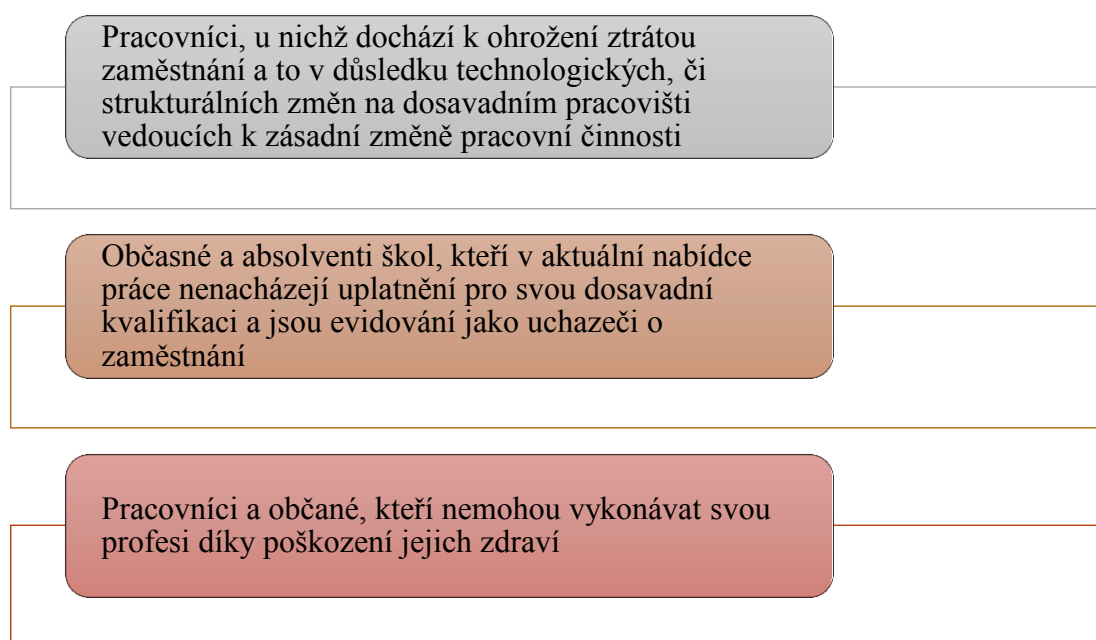 Pracovníci, u nichž dochází k ohrožení ztrátou
zaměstnání a to v důsledku technologických, či
strukturálních změn na dosavadním pracovišti
vedoucích k zásadní změně pracovní činnosti
Občasné a absolventi škol, kteří v aktuální nabídce
práce nenacházejí uplatnění pro svou dosavadní
kvalifikaci a jsou evidování jako uchazeči o
zaměstnání
Pracovníci a občané, kteří nemohou vykonávat svou
profesi díky poškození jejich zdraví